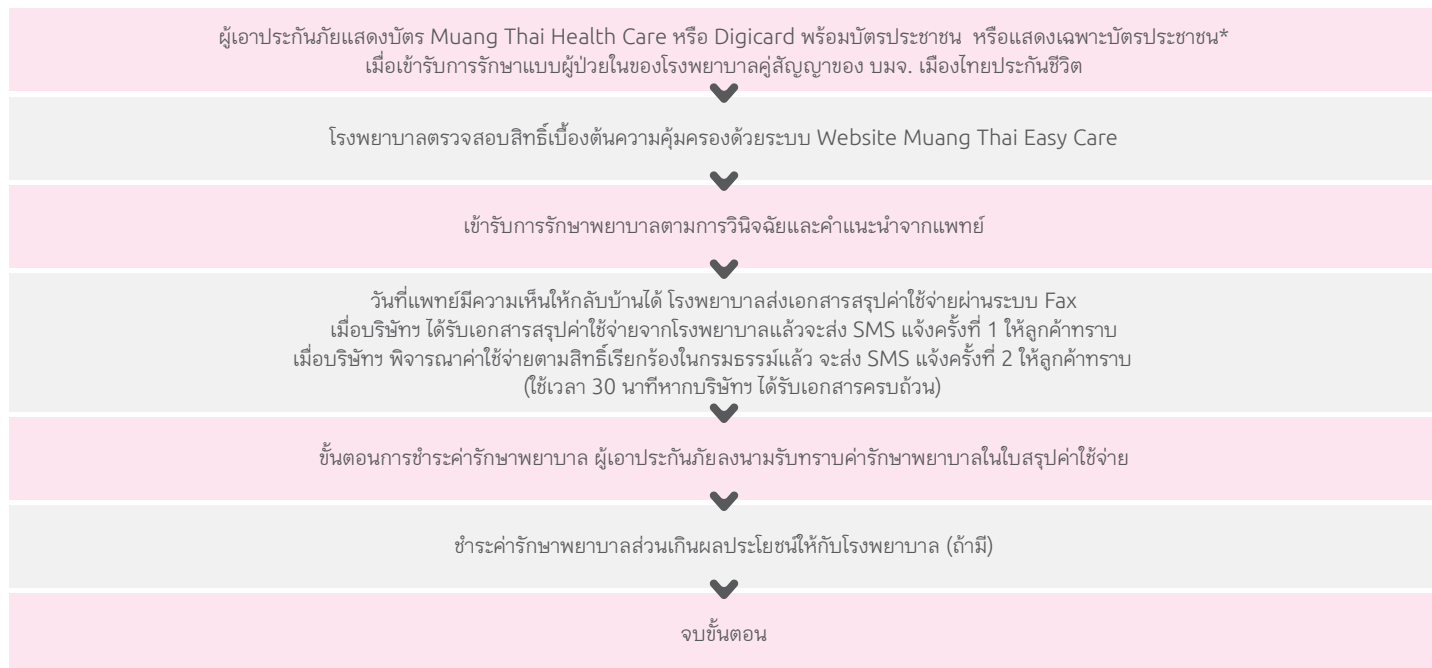 ผู้เอาประกันภัยแสดงบัตร Muang Thai Health Care หรือ Digicard พร้อมบัตรประชาชน หรือแสดงเฉพาะบัตรประชาชน*
เมื่อเข้ารับการรักษาแบบผู้ป่วยในของโรงพยาบาลคู่สัญญาของ บมจ. เมืองไทยประกันชีวิต
โรงพยาบาลตรวจสอบสิทธิ์เบื้องต้นความคุ้มครองด้วยระบบ Website Muang Thai Easy Care
เข้ารับการรักษาพยาบาลตามการวินิจฉัยและคำแนะนำจากแพทย์
วันที่แพทย์มีความเห็นให้กลับบ้านได้ โรงพยาบาลส่งเอกสารสรุปค่าใช้จ่ายผ่านระบบ Fax
เมื่อบริษัทฯ ได้รับเอกสารสรุปค่าใช้จ่ายจากโรงพยาบาลแล้วจะส่ง SMS แจ้งครั้งที่ 1 ให้ลูกค้าทราบ
เมื่อบริษัทฯ พิจารณาค่าใช้จ่ายตามสิทธิ์เรียกร้องในกรมธรรม์แล้ว จะส่ง SMS แจ้งครั้งที่ 2 ให้ลูกค้าทราบ
(ใช้เวลา 30 นาทีหากบริษัทฯ ได้รับเอกสารครบถ้วน)
ขั้นตอนการชำระค่ารักษาพยาบาล ผู้เอาประกันภัยลงนามรับทราบค่ารักษาพยาบาลในใบสรุปค่าใช้จ่าย
ชำระค่ารักษาพยาบาลส่วนเกินผลประโยชน์ให้กับโรงพยาบาล (ถ้ามี)
จบขั้นตอน